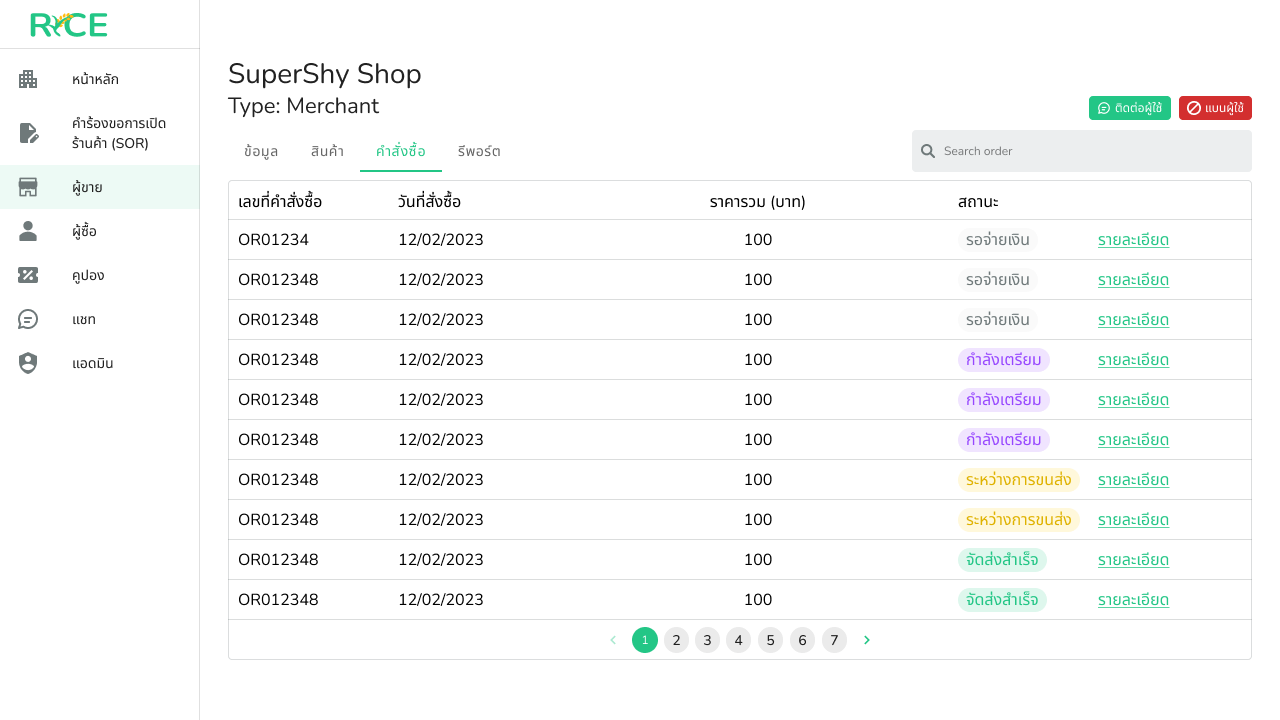 RYCE
หน้าหลัก
คำร้องขอการเปิด
ร้านค้า (SOR)
ผู้ขาย
ผู้ซื้อ
คูปอง
แชท
แอดมิน
SuperShy Shop
Type: Merchant
ติดต่อผู้ใช้ แบนผู้ใช้
ข้อมูล สินค้า คำสั่งซื้อ รีพอร์ต
Search order
เลขที่คำสั่งซื้อ วันที่สั่งซื้อ ราคารวม (บาท) สถานะ
OR01234 12/02/2023 100 รอจ่ายเงิน รายละเอียด
OR012348 12/02/2023 100 รอจ่ายเงิน รายละเอียด
OR012348 12/02/2023 100 รอจ่ายเงิน รายละเอียด
OR012348 12/02/2023 100 กำลังเตรียม รายละเอียด
OR012348 12/02/2023 100 กำลังเตรียม รายละเอียด
OR012348 12/02/2023 100 กำลังเตรียม รายละเอียด
OR012348 12/02/2023 100 ระหว่างการขนส่ง รายละเอียด
OR012348 12/02/2023 100 ระหว่างการขนส่ง รายละเอียด
OR012348 12/02/2023 100 จัดส่งสำเร็จ รายละเอียด
OR012348 12/02/2023 100 จัดส่งสำเร็จ รายละเอียด
1 2 3 4 5 6 7